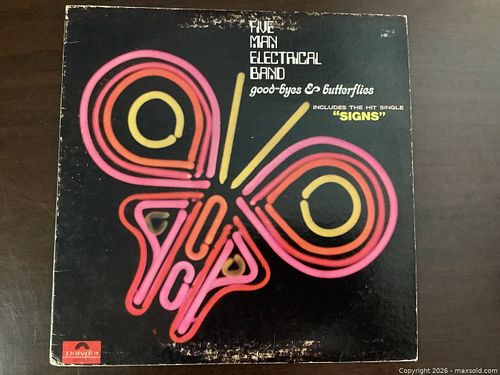 FIVE
MAN
ELECTRICAL
BAND
good-byes & butterflies
INCLUDES THE HIT SINGLE
"SIGNS"
Polydor
Copyright 2026 - maxsold.com